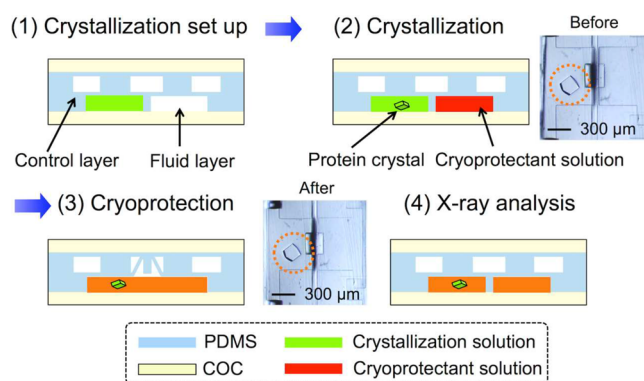 (1) Crystallization set up
(2) Crystallization
Before
Control layer
Fluid layer
Protein crystal
Cryoprotectant solution
300 µm
(3) Cryoprotection
After
(4) X-ray analysis
300 µm
PDMS
Crystallization solution
COC
Cryoprotectant solution